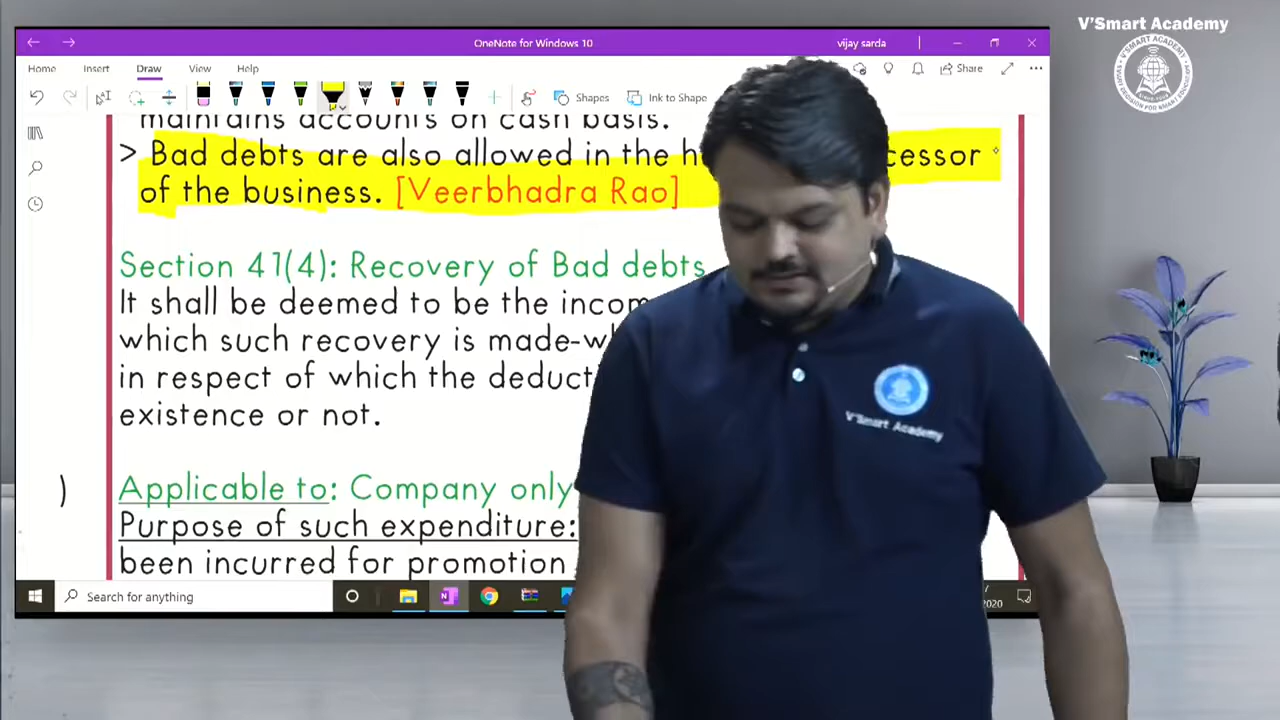 V'Smart Academy
OneNote for Windows 10
vijay sarda
Home Insert Draw View Help
Share
Shapes
Ink to Shape
maintains accounts on cash basis.
> Bad debts are also allowed in the
of the business. [Veerbhadra Rao]
Section 41(4): Recovery of Bad debts
It shall be deemed to be the
which such recovery is made-
in respect of which the
existence or not.
)
Applicable to: Company only
Purpose of such expenditure:
been incurred for promotion
V'Smart Academy
Search for anything
2020